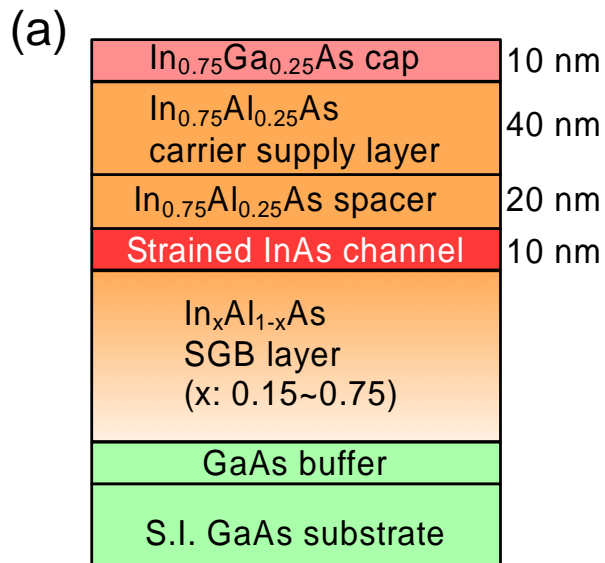 (a)
In0.75Ga0.25As cap 10 nm
In0.75Al0.25As
carrier supply layer 40 nm
In0.75Al0.25As spacer 20 nm
Strained InAs channel 10 nm
InxAl1-xAs
SGB layer
(x: 0.15~0.75)
GaAs buffer
S.I. GaAs substrate